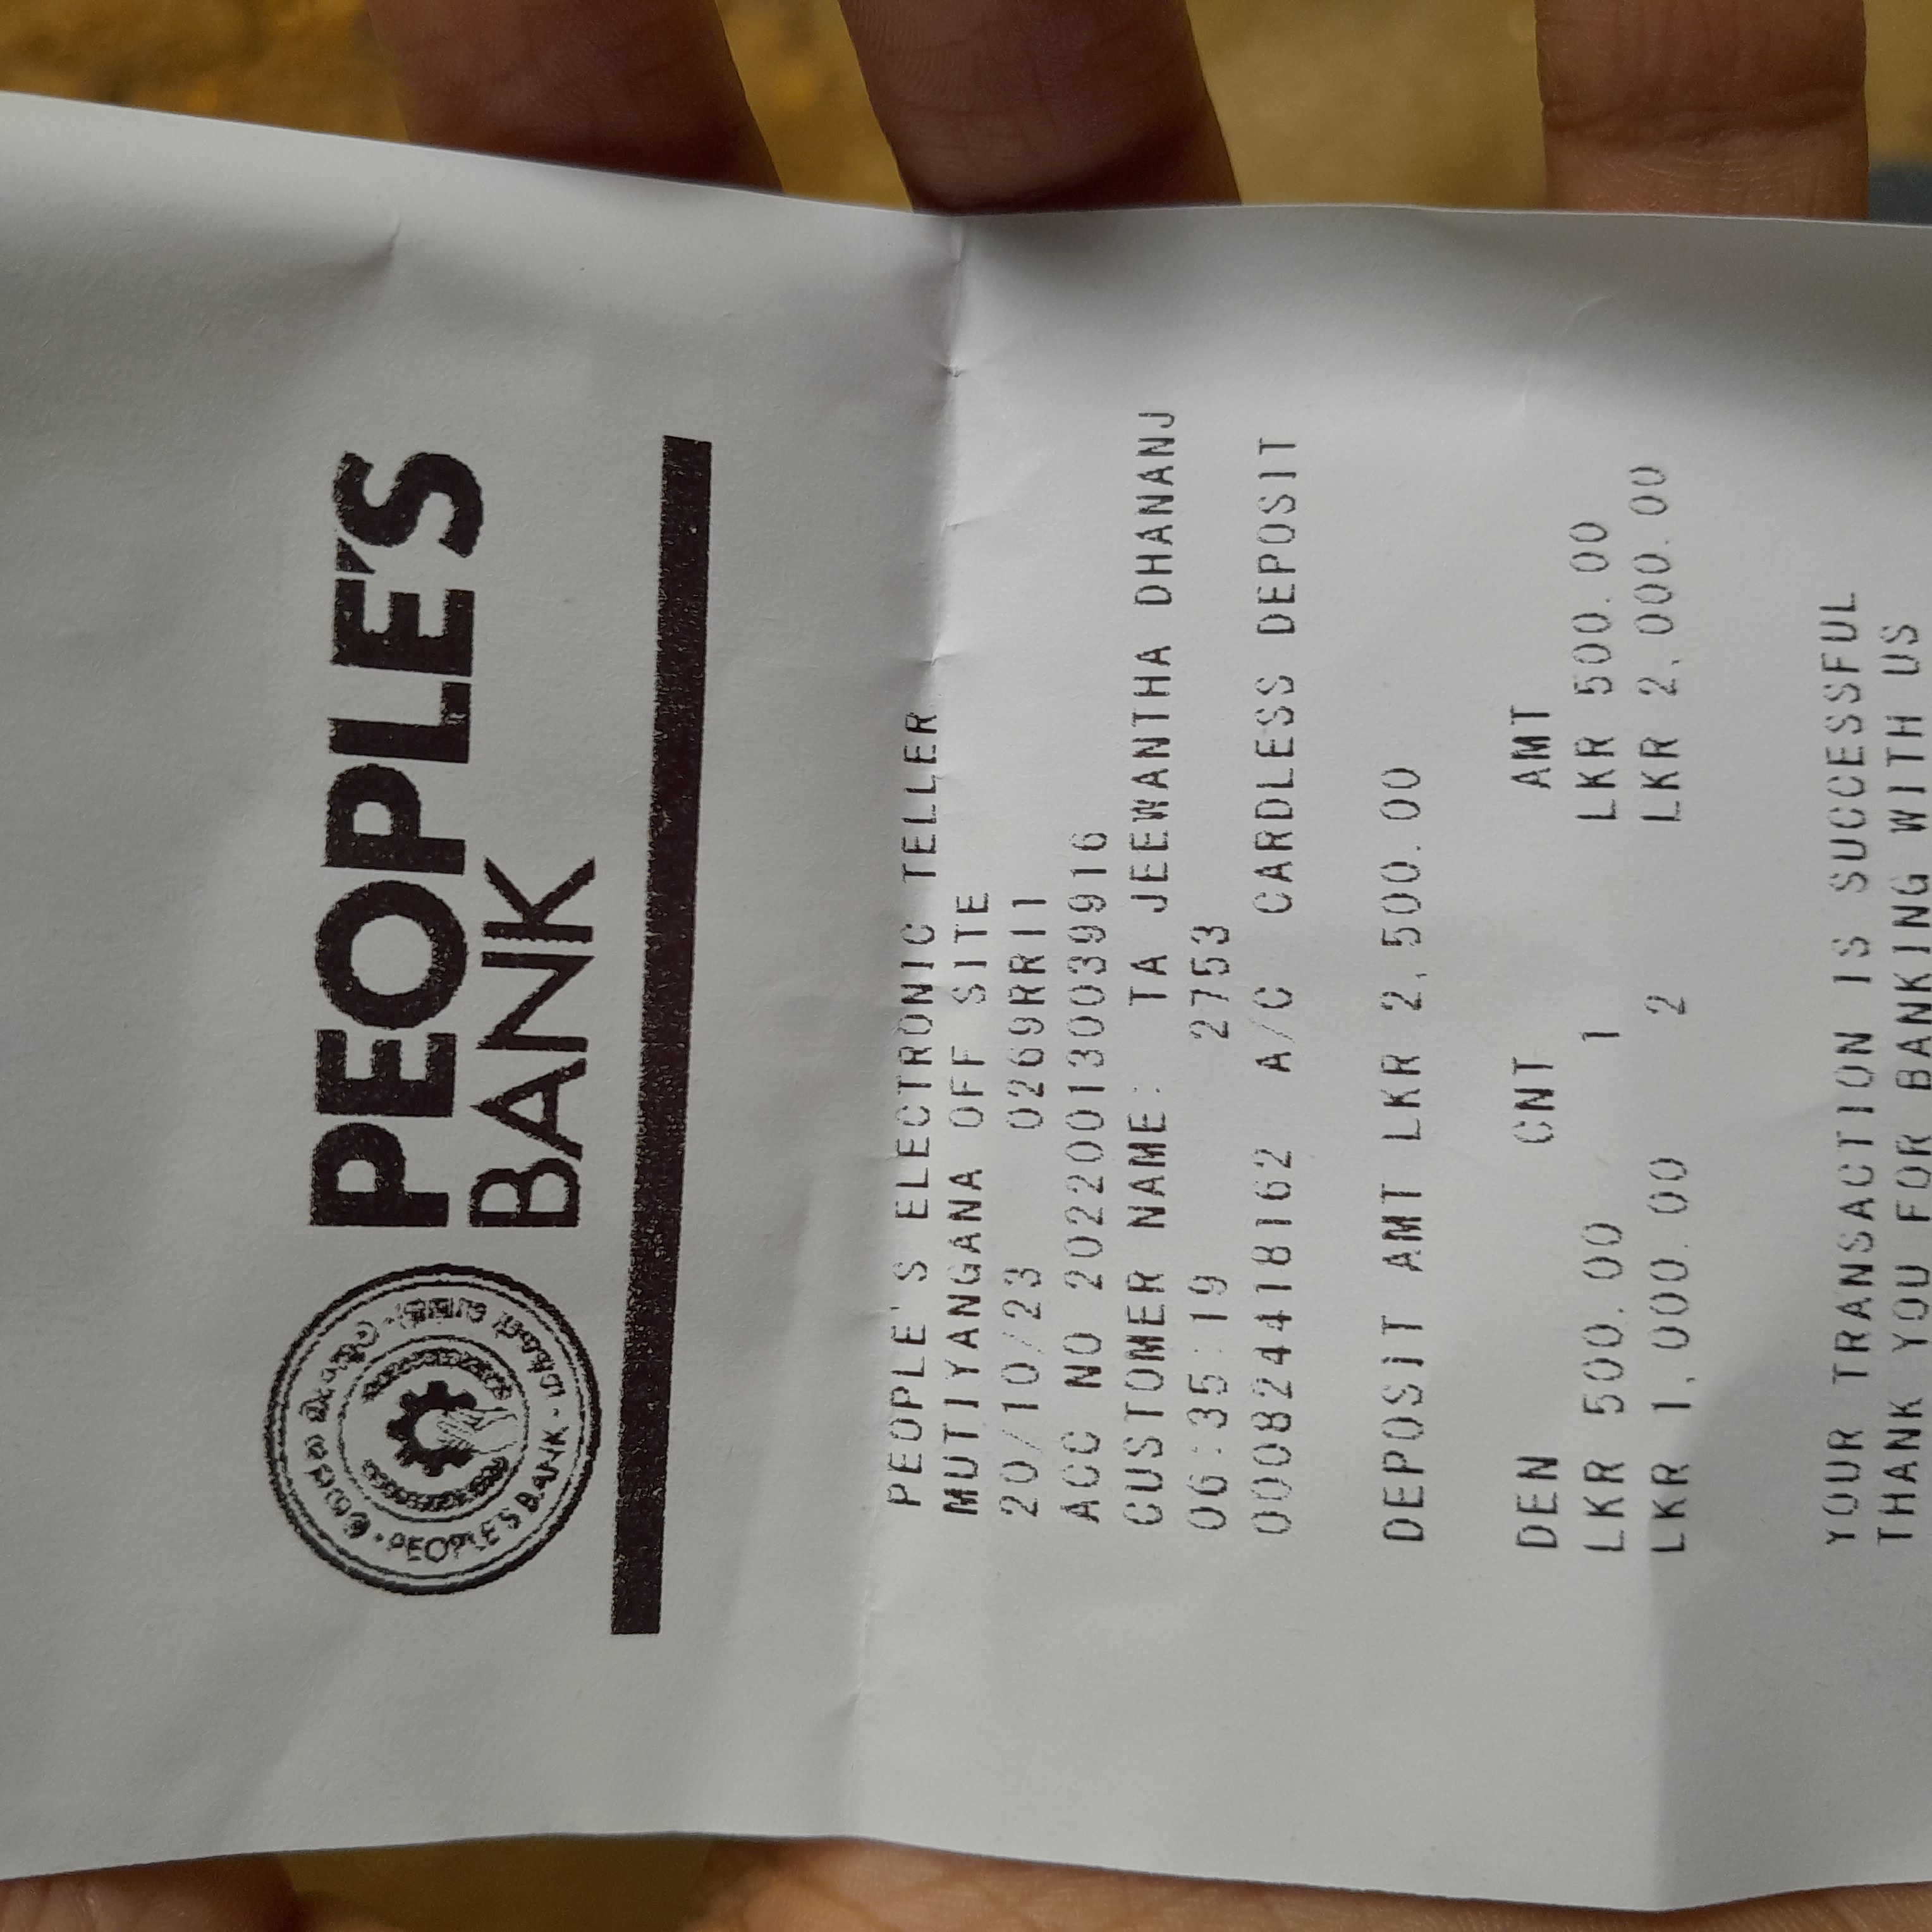 PEOPLE'S
BANK
PEOPLE'S BANK
PEOPLE'S ELECTRONIC TELLER
MUTIYANGANA OFF SITE
20/10/23 0269RR11
ACC NO 202200130039916
CUSTOMER NAME: TA JEEWANTHA DHANANJ
06:35:19 2753
000824418162 A/C CARDLESS DEPOSIT
DEPOSIT AMT LKR 2,500.00
DEN CNT AMT
LKR 500.00 1 LKR 500.00
LKR 1,000.00 2 LKR 2,000.00
YOUR TRANSACTION IS SUCCESSFUL
THANK YOU FOR BANKING WITH US